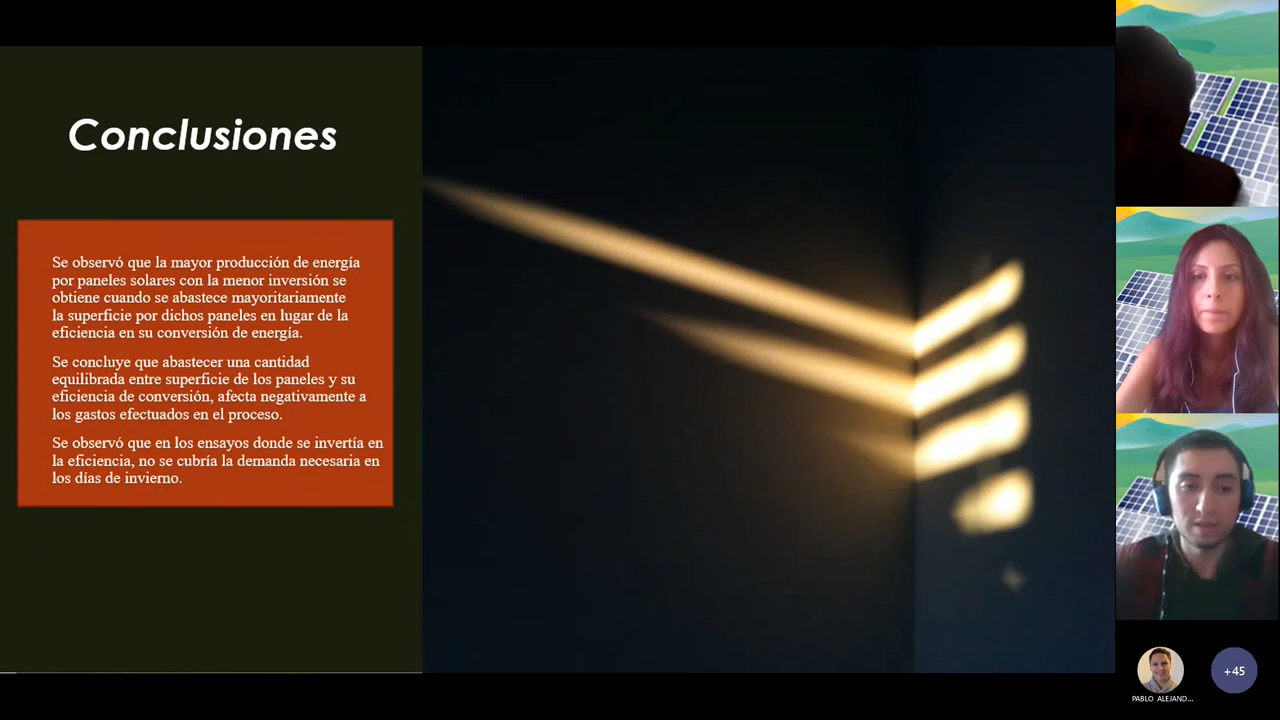 Conclusiones
Se observó que la mayor producción de energía
por paneles solares con la menor inversión se
obtiene cuando se abastece mayoritariamente
la superficie por dichos paneles en lugar de la
eficiencia en su conversión de energía.
Se concluye que abastecer una cantidad
equilibrada entre superficie de los paneles y su
eficiencia de conversión, afecta negativamente a
los gastos efectuados en el proceso.
Se observó que en los ensayos donde se invertía en
la eficiencia, no se cubría la demanda necesaria en
los días de invierno.
+45
PABLO ALEJAND...